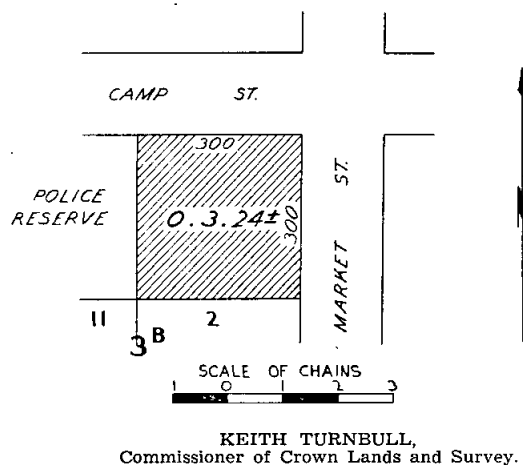 CAMP ST.
300
POLICE
RESERVE
0.3.24±
300
MARKET ST.
11
2
3B
SCALE OF CHAINS
1 0 1 2 3
KEITH TURNBULL,
Commissioner of Crown Lands and Survey.